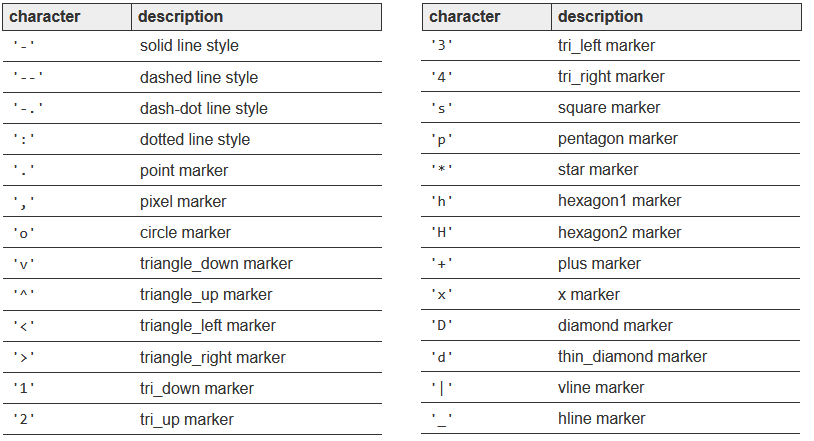 character description
'-' solid line style
'--' dashed line style
'-.' dash-dot line style
':' dotted line style
'.' point marker
',' pixel marker
'o' circle marker
'v' triangle_down marker
'^' triangle_up marker
'<' triangle_left marker
'>' triangle_right marker
'1' tri_down marker
'2' tri_up marker
character description
'3' tri_left marker
'4' tri_right marker
's' square marker
'p' pentagon marker
'*' star marker
'h' hexagon1 marker
'H' hexagon2 marker
'+' plus marker
'x' x marker
'D' diamond marker
'd' thin_diamond marker
'|' vline marker
'_' hline marker